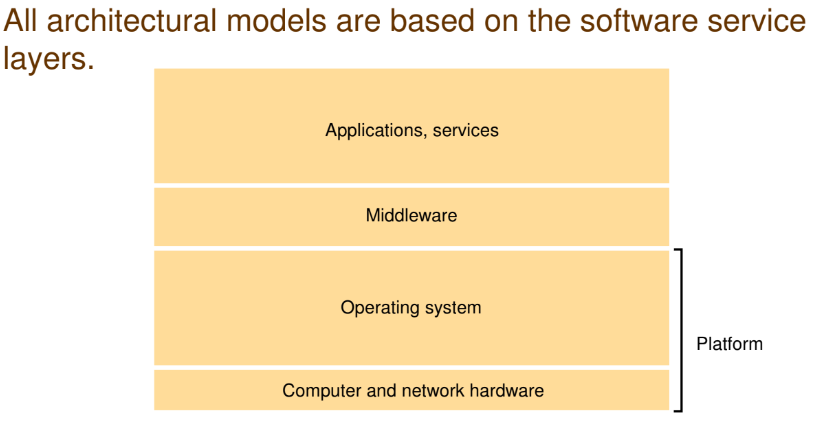 All architectural models are based on the software service
layers.
Applications, services
Middleware
Operating system
Platform
Computer and network hardware